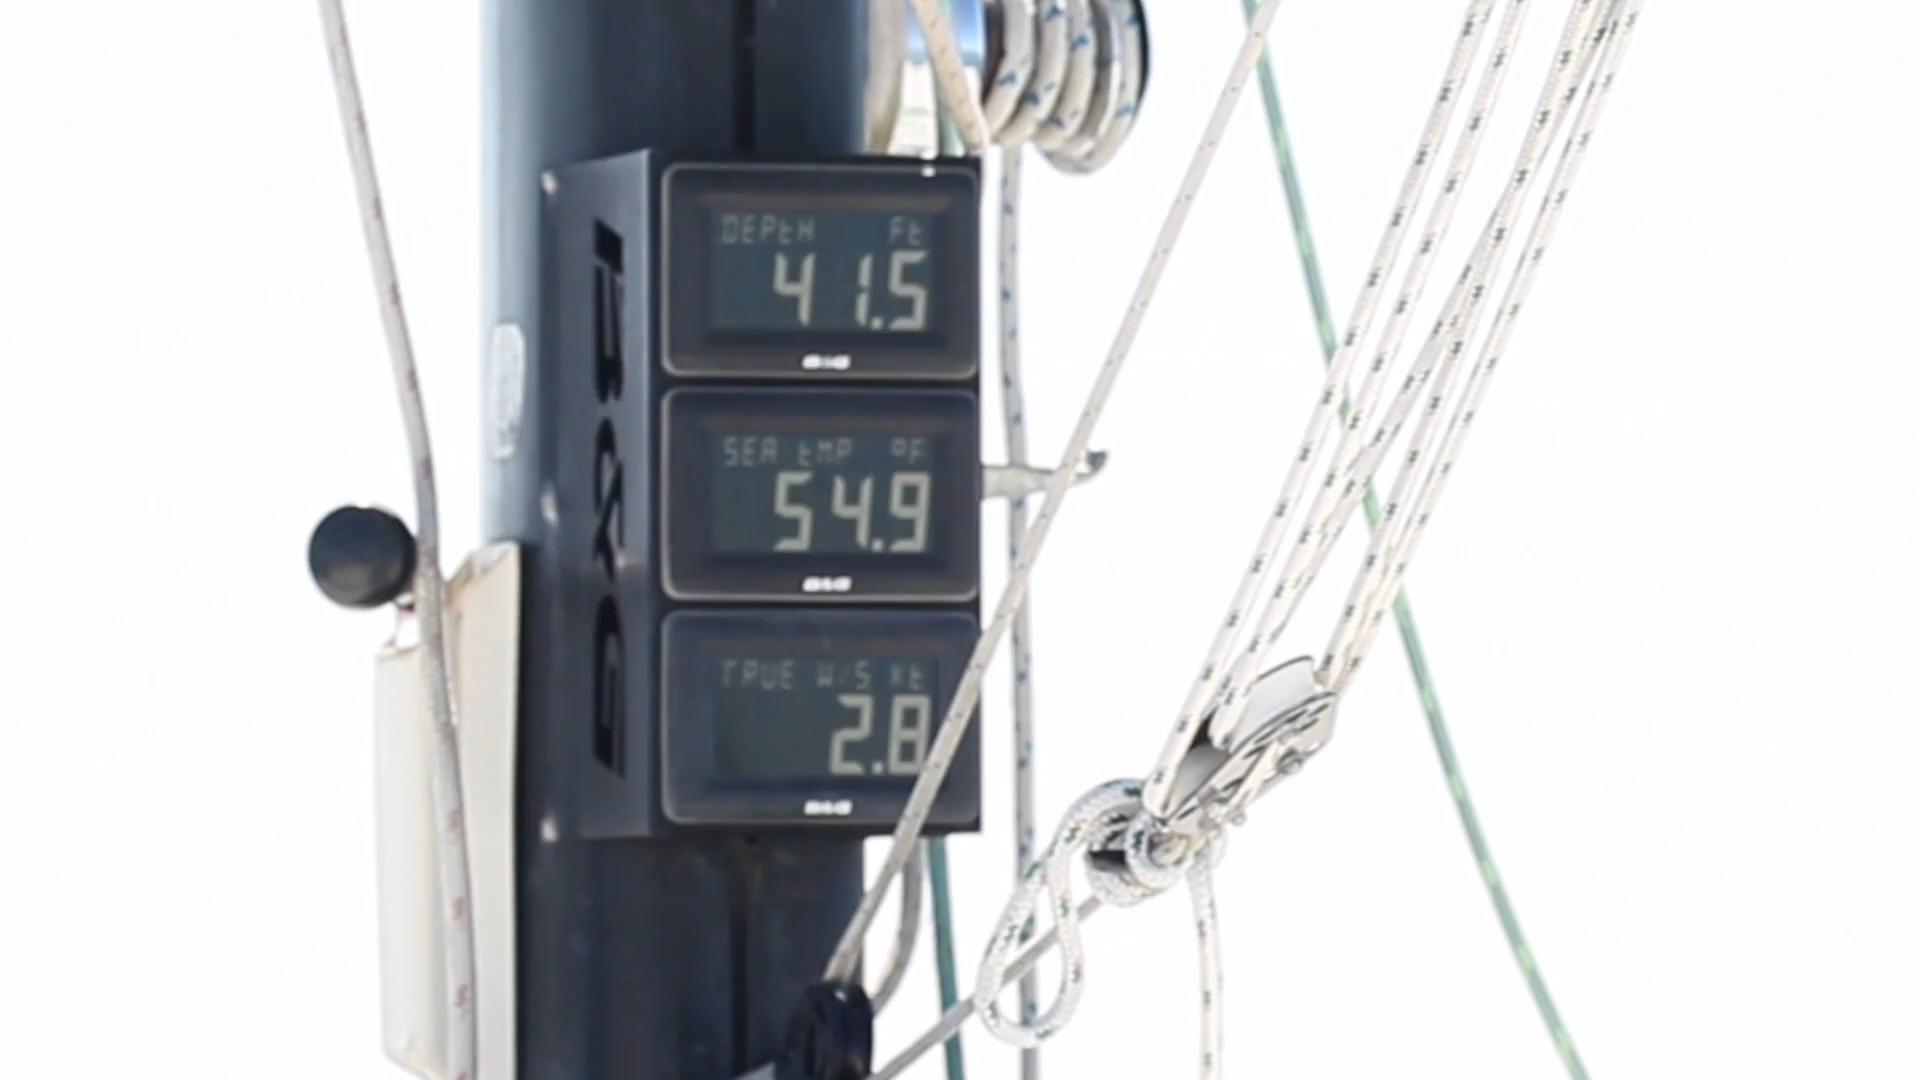 DEPtH Ft
41.5
B&G
SEA tMP °F
54.9
B&G
TRUE W/S Kt
2.8
B&G
B&G